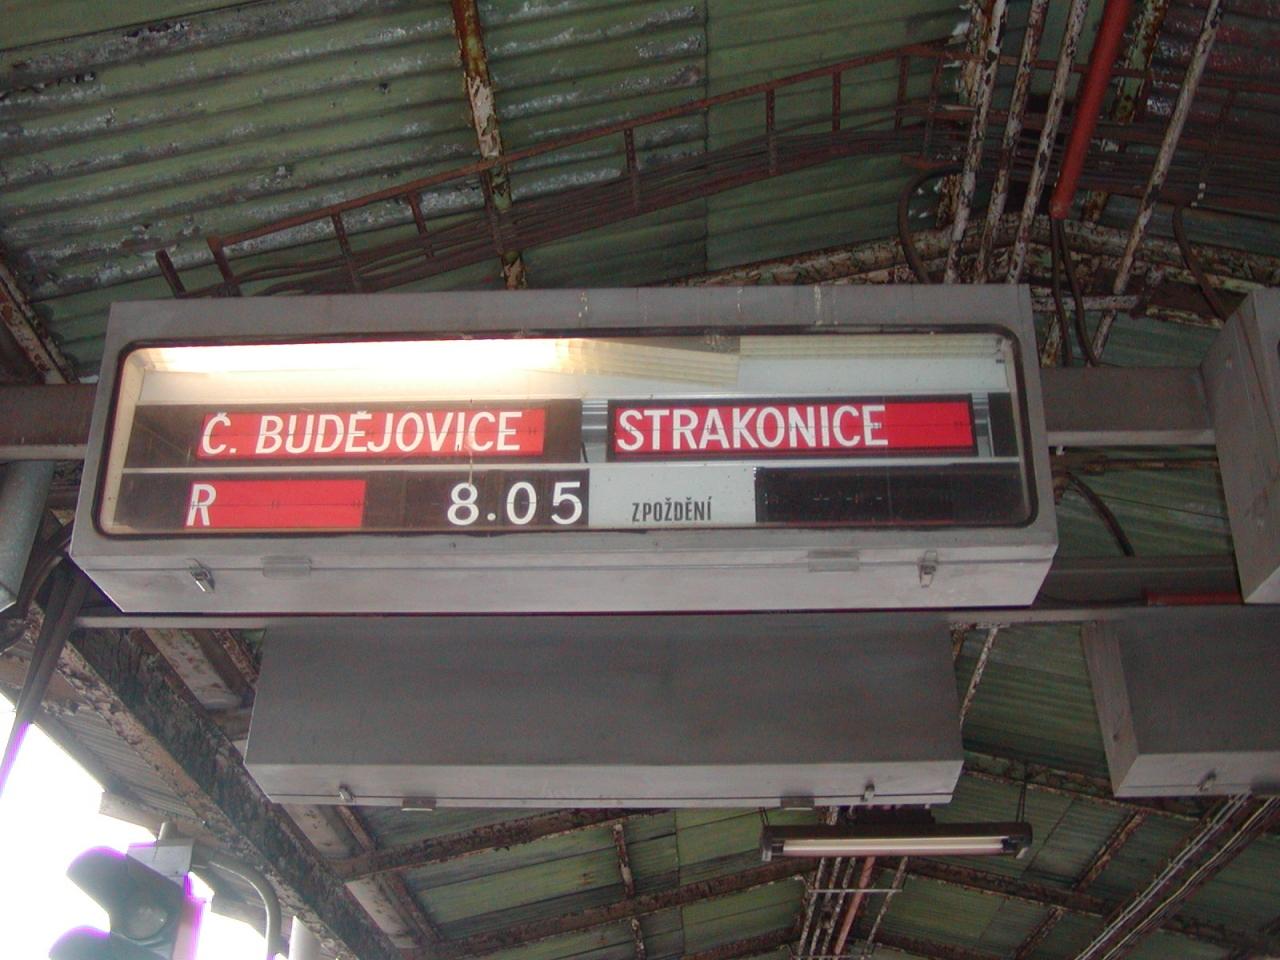 Č. BUDĚJOVICE STRAKONICE
R 8.05 ZPOŽDĚNÍ